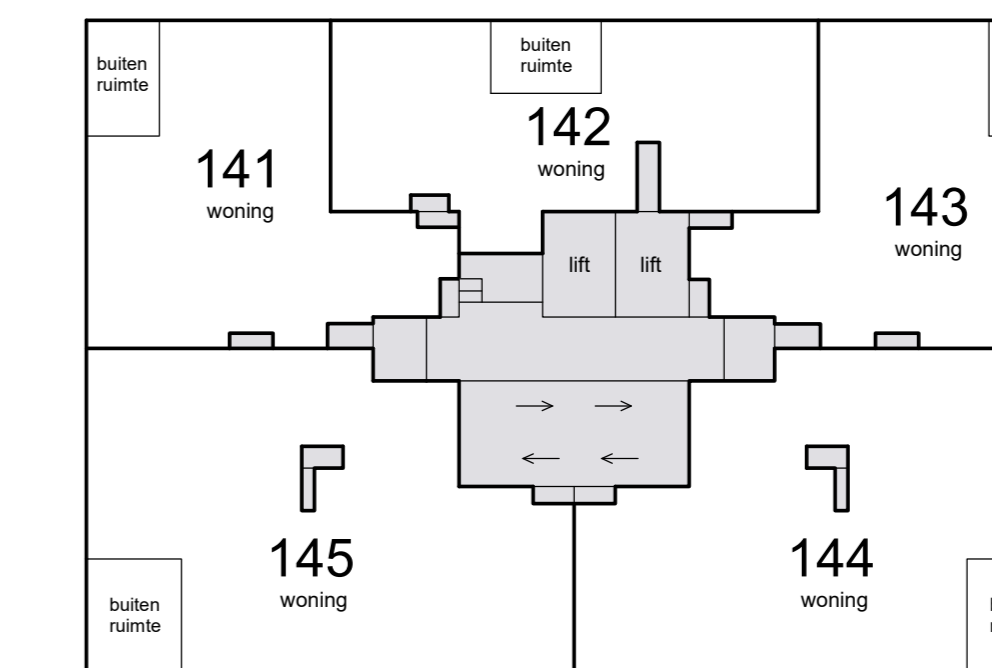 buiten
ruimte
buiten
ruimte
142
woning
141
woning
143
woning
lift
lift
145
woning
144
woning
buiten
ruimte